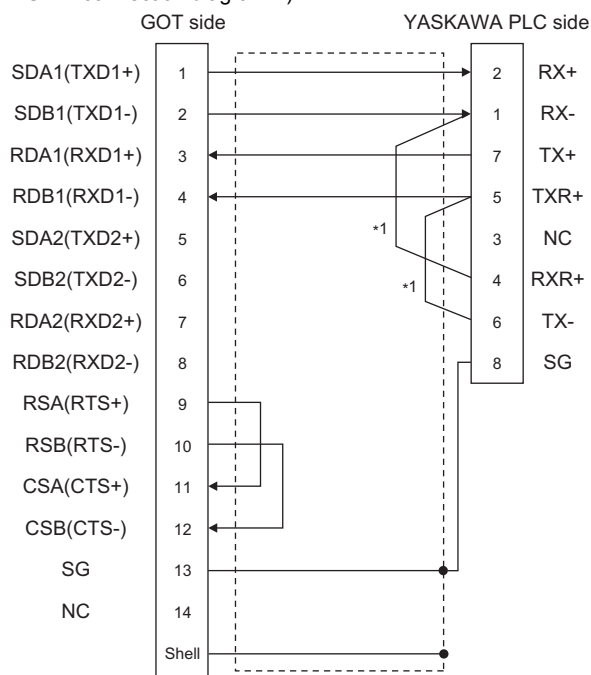 GOT side YASKAWA PLC side
SDA1(TXD1+) 1 2 RX+
SDB1(TXD1-) 2 1 RX-
RDA1(RXD1+) 3 7 TX+
RDB1(RXD1-) 4 5 TXR+
SDA2(TXD2+) 5 *1 3 NC
SDB2(TXD2-) 6 *1 4 RXR+
RDA2(RXD2+) 7 6 TX-
RDB2(RXD2-) 8 8 SG
RSA(RTS+) 9
RSB(RTS-) 10
CSA(CTS+) 11
CSB(CTS-) 12
SG 13
NC 14
Shell